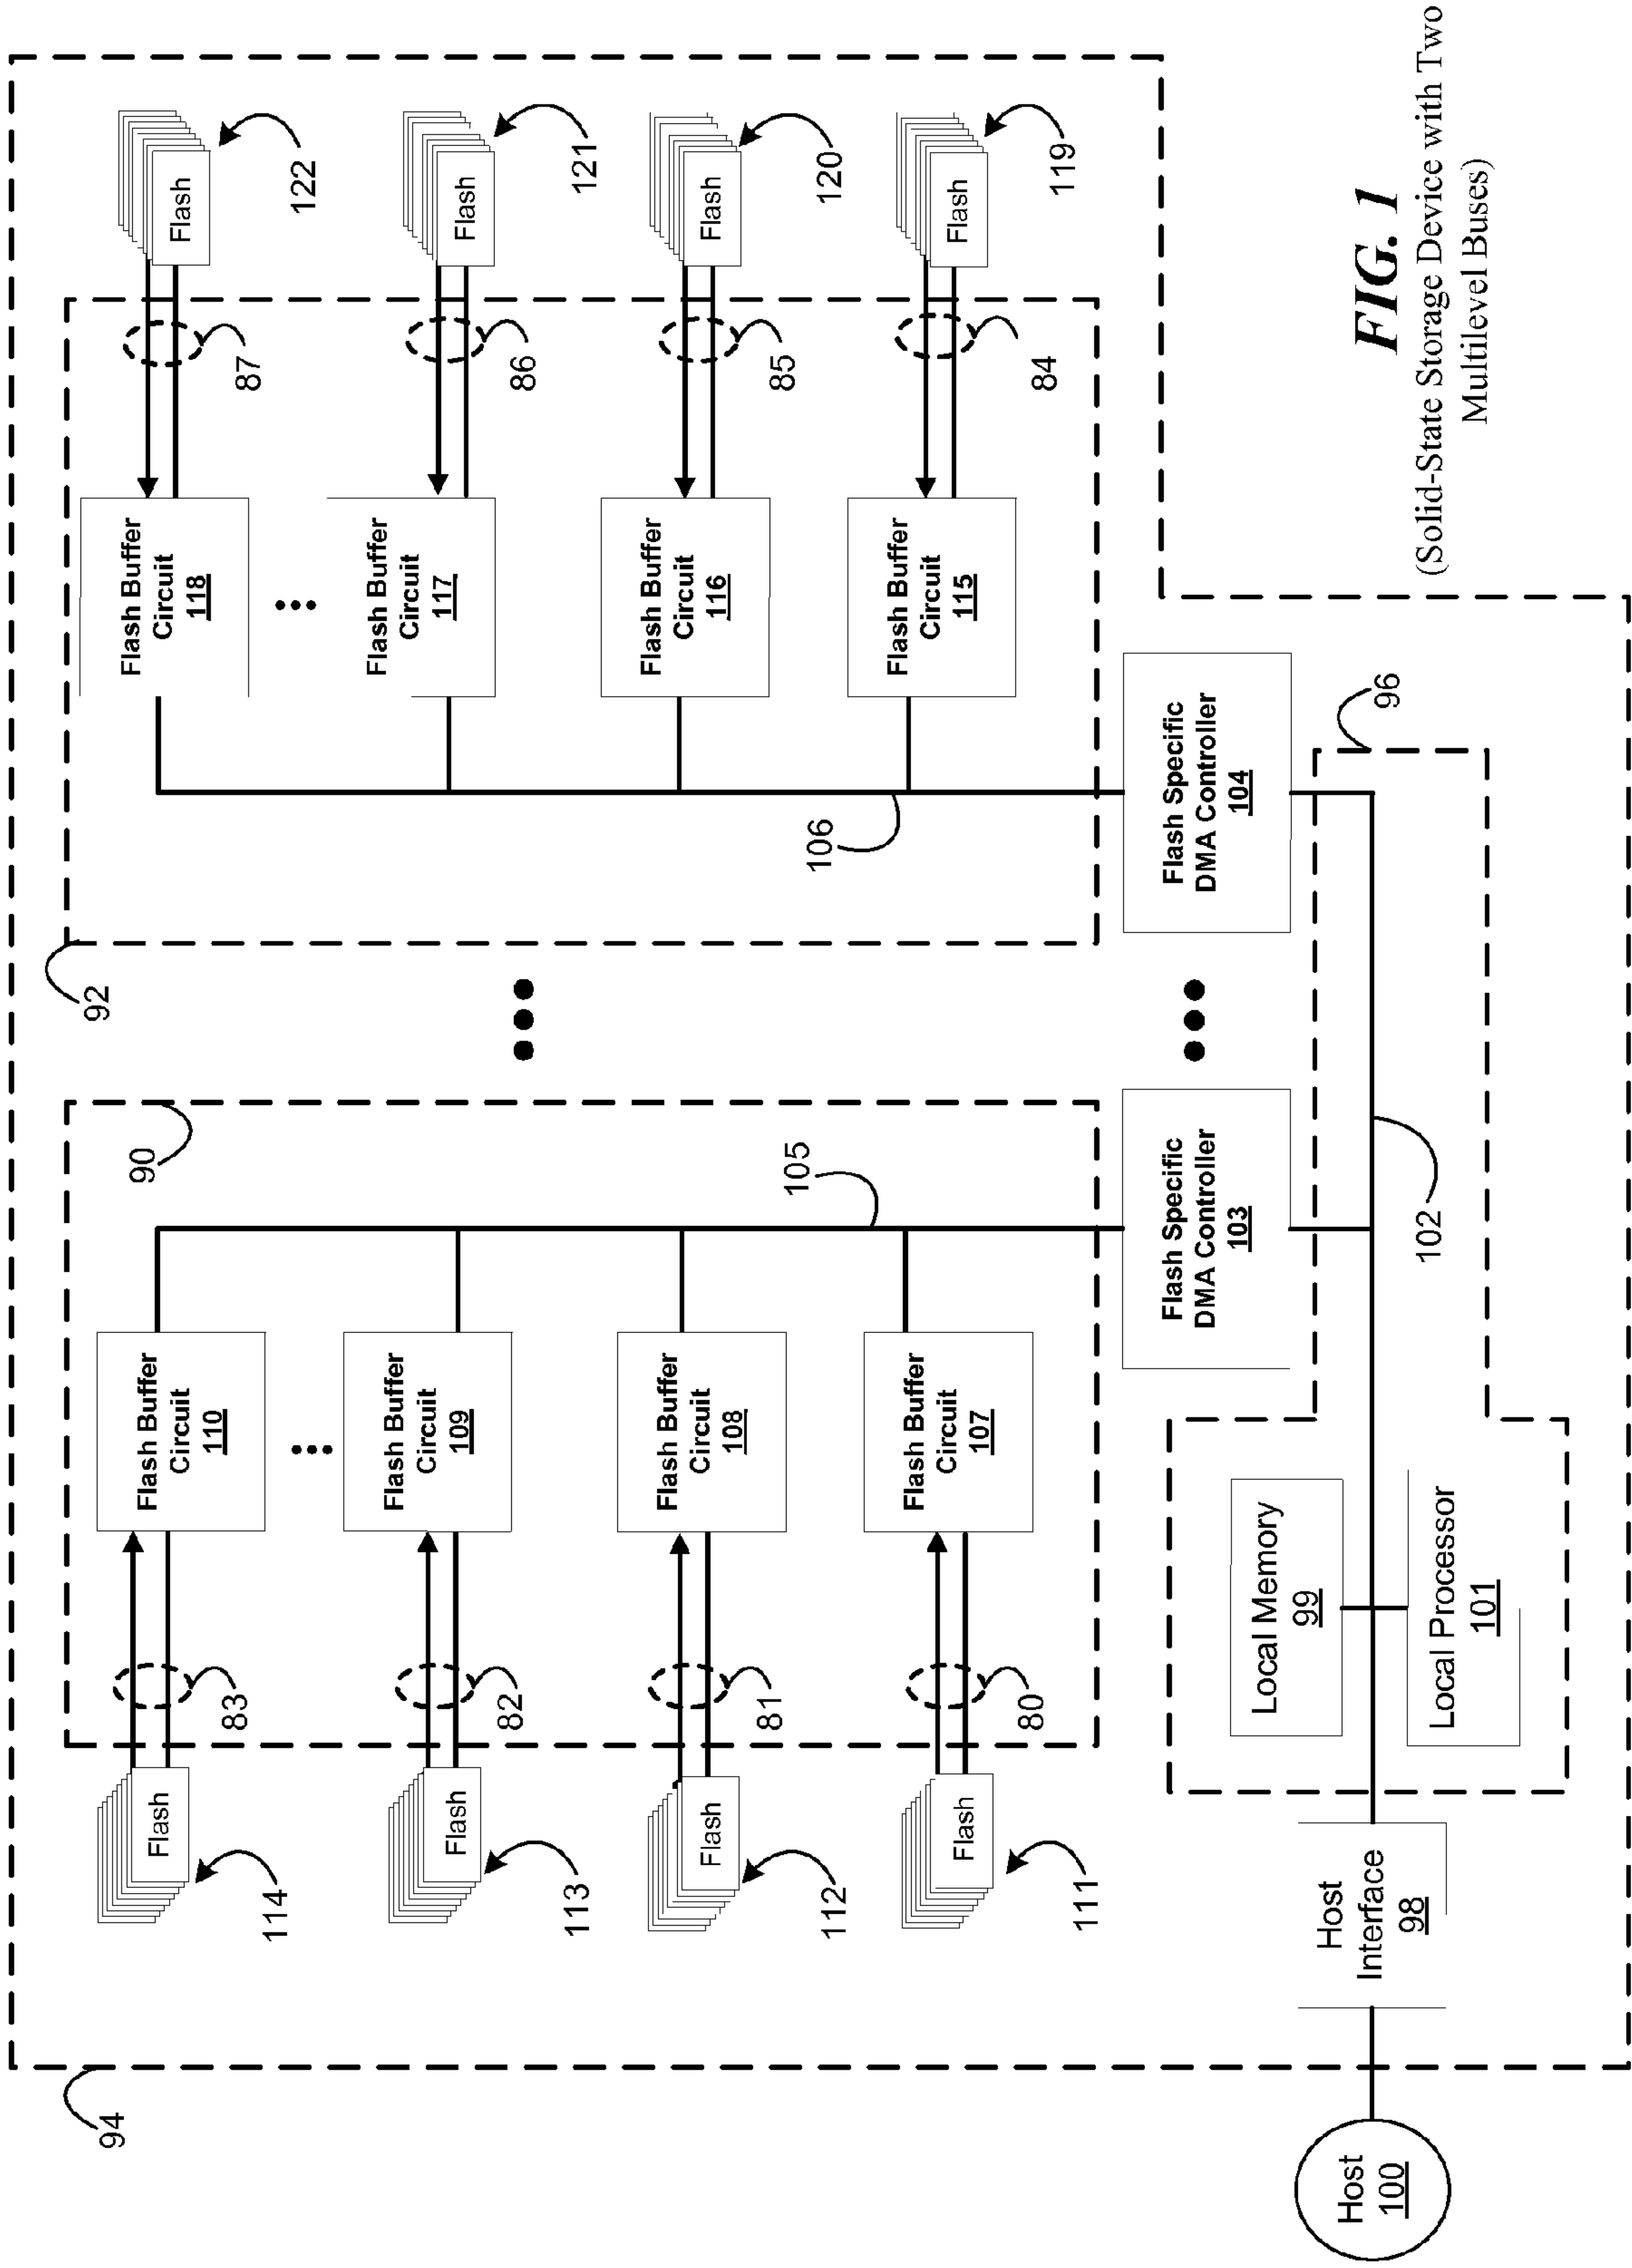 94
90
92
114
Flash
83
Flash Buffer
Circuit
110
Flash Buffer
Circuit
118
87
Flash
122
113
Flash
82
Flash Buffer
Circuit
109
Flash Buffer
Circuit
117
86
Flash
121
112
Flash
81
Flash Buffer
Circuit
108
Flash Buffer
Circuit
116
85
Flash
120
105
106
111
Flash
80
Flash Buffer
Circuit
107
Flash Buffer
Circuit
115
84
Flash
119
Flash Specific
DMA Controller
103
Flash Specific
DMA Controller
104
Local Memory
99
96
Host
100
Host
Interface
98
Local Processor
101
102
FIG. 1
(Solid-State Storage Device with Two
Multilevel Buses)